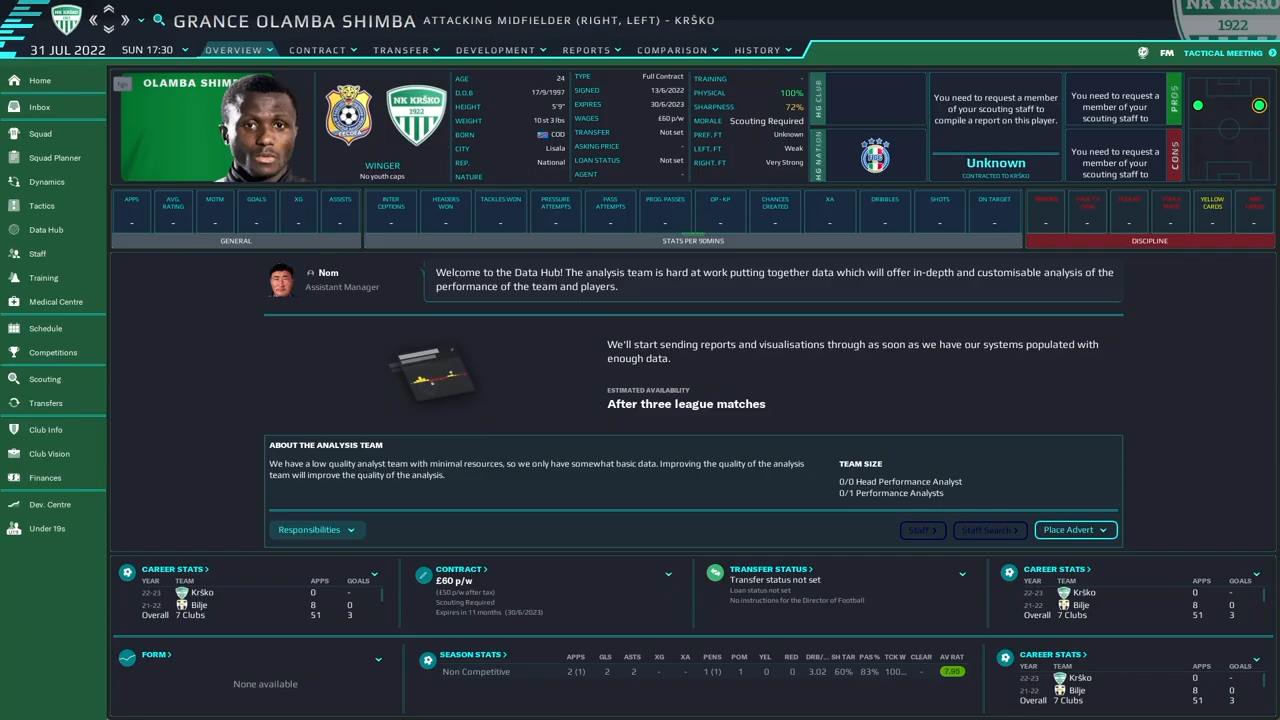 GRANCE OLAMBA SHIMBA ATTACKING MIDFIELDER (RIGHT, LEFT) - KRŠKO
NK KRŠKO
1922
31 JUL 2022 SUN 17:30
OVERVIEW CONTRACT TRANSFER DEVELOPMENT REPORTS COMPARISON HISTORY
FM TACTICAL MEETING
Home
Inbox
Squad
Squad Planner
Dynamics
Tactics
Data Hub
Staff
Training
Medical Centre
Schedule
Competitions
Scouting
Transfers
Club Info
Club Vision
Finances
Dev. Centre
Under 19s
OLAMBA SHIM
FECOFA
NK KRŠKO
1922
WINGER
No youth caps
AGE 24
D.O.B 17/9/1997
HEIGHT 5'9"
WEIGHT 10 st 3 lbs
BORN COD
CITY Lisala
REP. National
NATURE
TYPE Full Contract
SIGNED 13/6/2022
EXPIRES 30/6/2023
WAGES £60 p/w
TRANSFER Not set
ASKING PRICE -
LOAN STATUS Not set
AGENT -
TRAINING -
PHYSICAL 100%
SHARPNESS 72%
MORALE Scouting Required
PREF. FT Unknown
LEFT. FT Weak
RIGHT. FT Very Strong
HG CLUB
HG NATION
You need to request a
member of your scouting staff to
compile a report on this player.
Unknown
CONTRACTED TO KRŠKO
You need to request a
member of your
scouting staff to
PROS
You need to request a
member of your
scouting staff to
CONS
APPS AVG. RATING MOTM GOALS XG ASSISTS INTER CEPTIONS HEADERS WON TACKLES WON PRESSURE ATTEMPTS PASS ATTEMPTS PROG. PASSES OP - KP CHANCES CREATED XA DRIBBLES SHOTS ON TARGET YELLOW CARDS
- - - - - - - - - - - - - - - - - - - - - - - -
GENERAL STATS PER 90MINS DISCIPLINE
Nom
Assistant Manager
Welcome to the Data Hub! The analysis team is hard at work putting together data which will offer in-depth and customisable analysis of the
performance of the team and players.
We'll start sending reports and visualisations through as soon as we have our systems populated with
enough data.
ESTIMATED AVAILABILITY
After three league matches
ABOUT THE ANALYSIS TEAM
We have a low quality analyst team with minimal resources, so we only have somewhat basic data. Improving the quality of the analysis
team will improve the quality of the analysis.
TEAM SIZE
0/0 Head Performance Analyst
0/1 Performance Analysts
Responsibilities
Staff > Staff Search > Place Advert
CAREER STATS >
YEAR TEAM APPS GOALS
22-23 Krško 0 -
21-22 Bilje 8 0
Overall 7 Clubs 51 3
CONTRACT >
£60 p/w
(£50 p/w after tax)
Scouting Required
Expires in 11 months (30/6/2023)
TRANSFER STATUS >
Transfer status not set
Loan status not set
No instructions for the Director of Football
CAREER STATS >
YEAR TEAM APPS GOALS
22-23 Krško 0 -
21-22 Bilje 8 0
Overall 7 Clubs 51 3
FORM >
None available
SEASON STATS > APPS GLS ASTS XG XA PENS POM YEL RED DRB/... SH TAR PAS% TCK W CLEAR AV RAT
Non Competitive 2 (1) 2 2 - - 1 (1) 1 0 0 3.02 60% 83% 100... - 7.95
CAREER STATS >
YEAR TEAM APPS GOALS
22-23 Krško 0 -
21-22 Bilje 8 0
Overall 7 Clubs 51 3